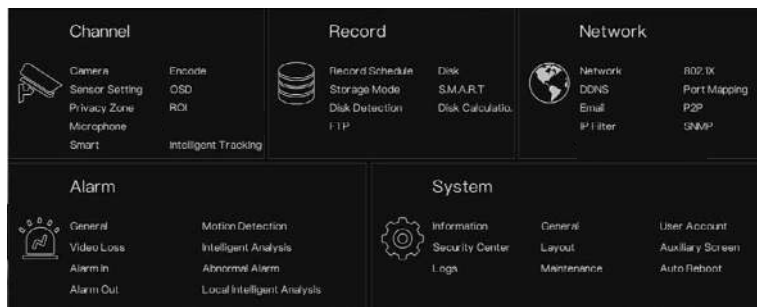 Channel
Camera Encode
Sensor Setting OSD
Privacy Zone ROI
Microphone
Smart Intelligent Tracking
Record
Record Schedule Disk
Storage Mode S.M.A.R.T
Disk Detection Disk Calculatio..
FTP
Network
Network 802.1X
DDNS Port Mapping
Email P2P
IP Filter SNMP
Alarm
General Motion Detection
Video Loss Intelligent Analysis
Alarm In Abnormal Alarm
Alarm Out Local Intelligent Analysis
System
Information General User Account
Security Center Layout Auxiliary Screen
Logs Maintenance Auto Reboot